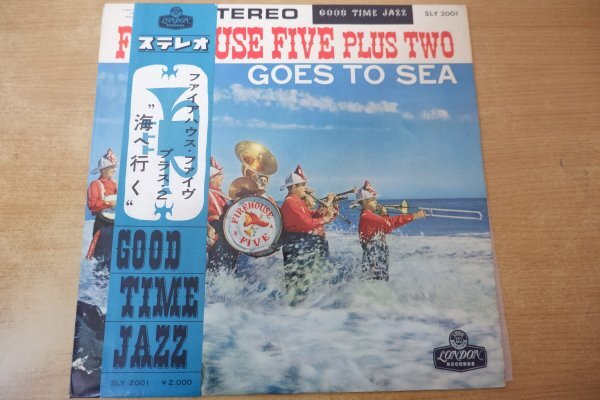 STEREO GOOD TIME JAZZ SLY 2001
FIREHOUSE FIVE PLUS TWO
GOES TO SEA
LONDON
ステレオ
ファイアハウス・ファイヴ
プラス2
"海へ行く"
GOOD
TIME
JAZZ
SLY 2001 ¥2,000
FIREHOUSE
FIVE
LONDON
RECORDS